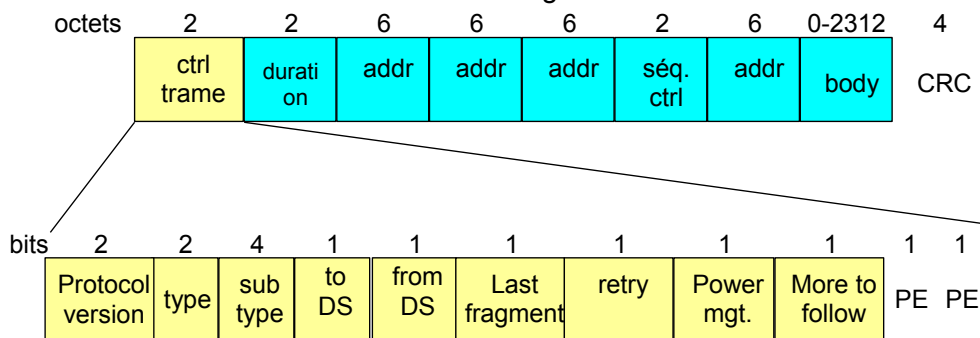 octets 2 2 6 6 6 2 6 0-2312 4
ctrl
trame
durati
on
addr
addr
addr
séq.
ctrl
addr
body
CRC
bits 2 2 4 1 1 1 1 1 1 1 1
Protocol
version
type
sub
type
to
DS
from
DS
Last
fragment
retry
Power
mgt.
More to
follow
PE
PE